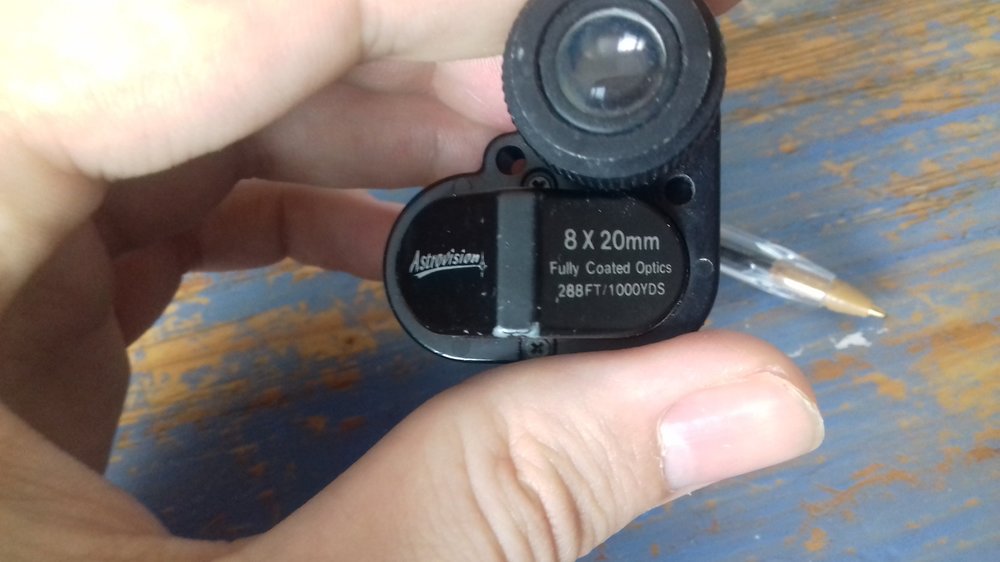 Astrovision
8 X 20mm
Fully Coated Optics
288FT/1000YDS